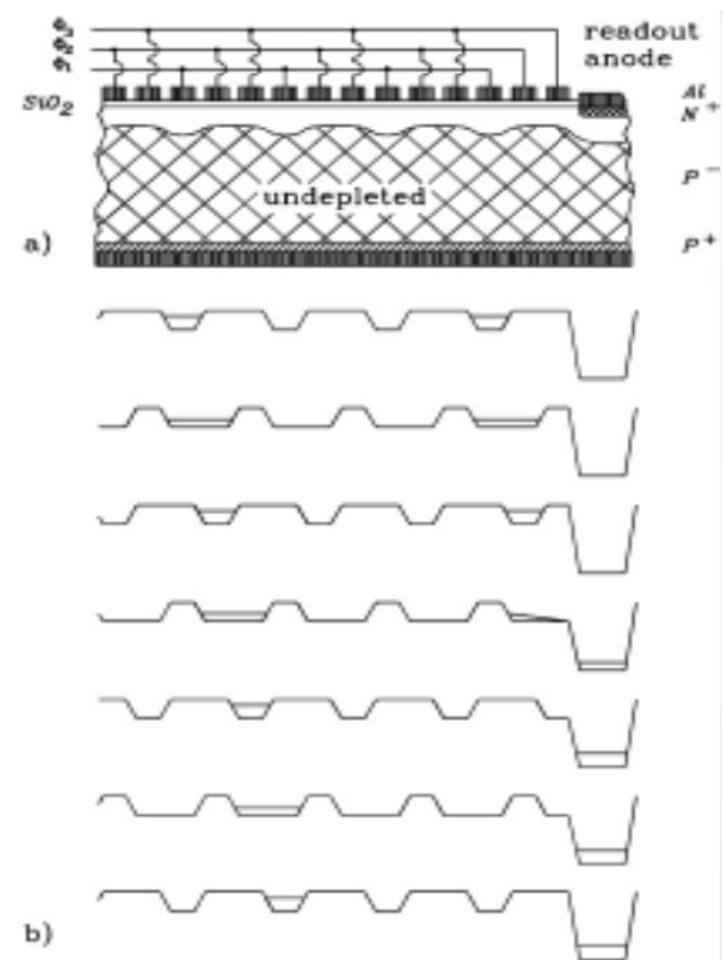 Φ₃
readout
Φ₂
anode
Φ₁
SiO₂
Al
N⁺
undepleted
P⁻
a)
P⁺
b)